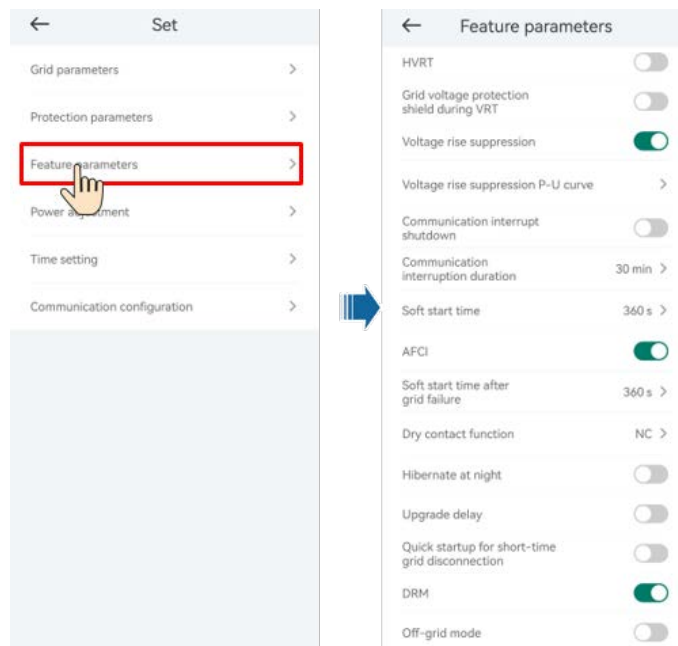 Set
Grid parameters
Protection parameters
Feature parameters
Power adjustment
Time setting
Communication configuration
Feature parameters
HVRT
Grid voltage protection
shield during VRT
Voltage rise suppression
Voltage rise suppression P-U curve
Communication interrupt
shutdown
Communication
interruption duration
30 min
Soft start time
360 s
AFCI
Soft start time after
grid failure
360 s
Dry contact function
NC
Hibernate at night
Upgrade delay
Quick startup for short-time
grid disconnection
DRM
Off-grid mode